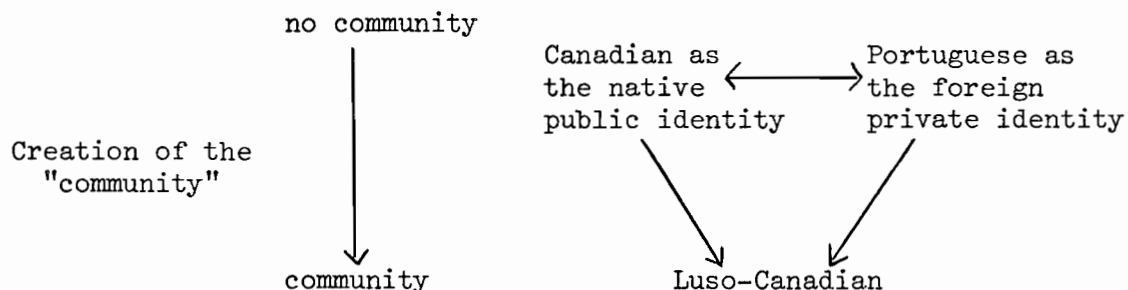 no community
Canadian as
the native
public identity
Portuguese as
the foreign
private identity
Creation of the
"community"
community
Luso-Canadian